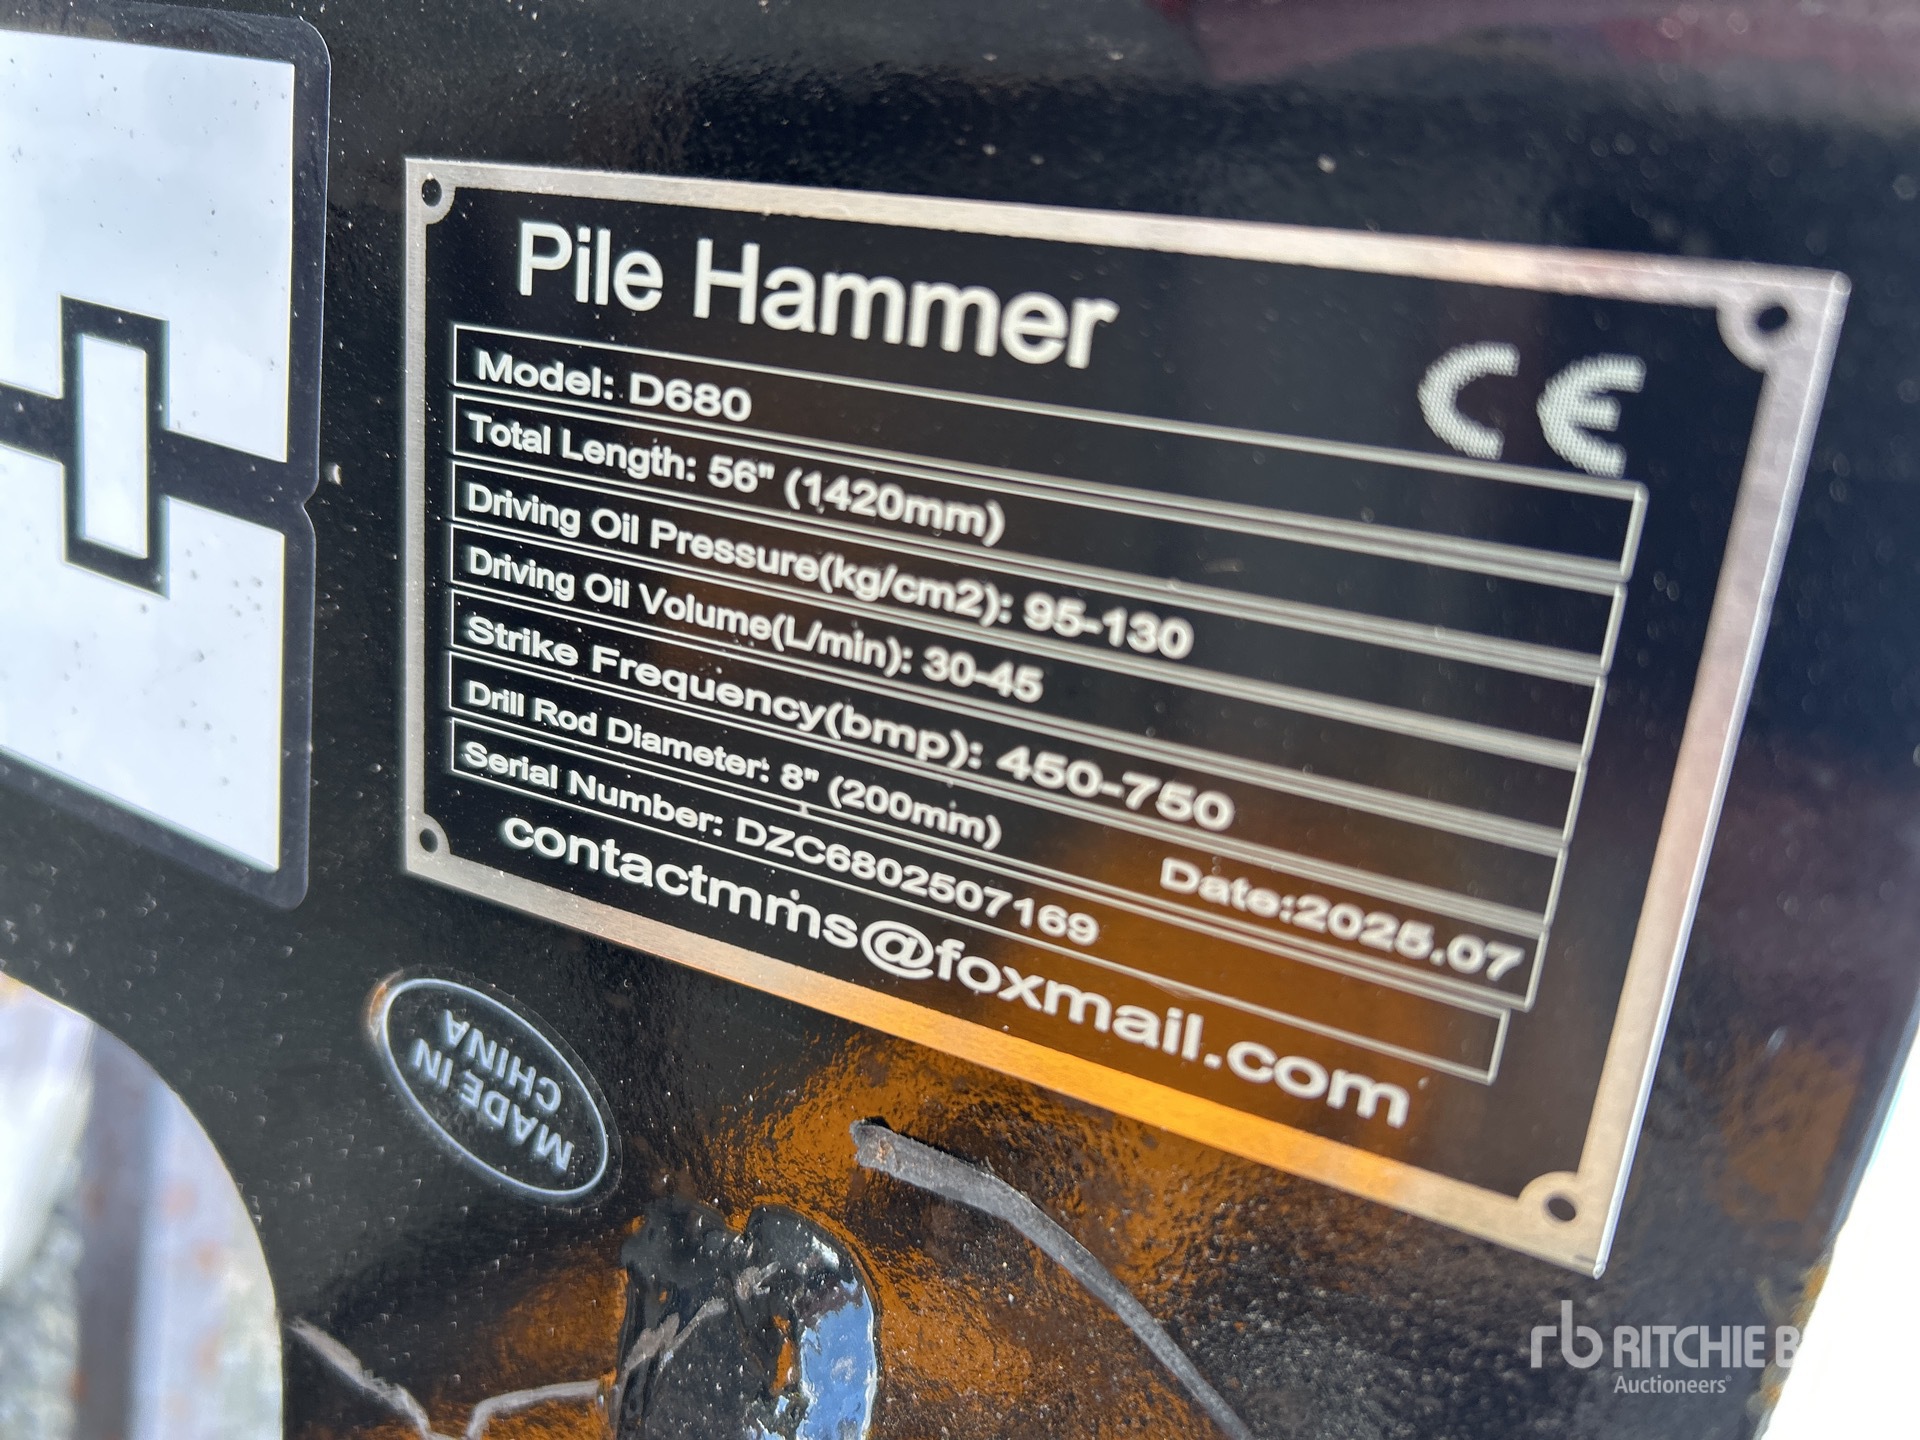 Pile Hammer
CE
Model: D680
Total Length: 56" (1420mm)
Driving Oil Pressure(kg/cm2): 95-130
Driving Oil Volume(L/min): 30-45
Strike Frequency(bmp): 450-750
Drill Rod Diameter: 8" (200mm)
Date:2025.07
Serial Number: DZC6802507169
contactmms@foxmail.com
MADE IN
CHINA
rb RITCHIE B
Auctioneers